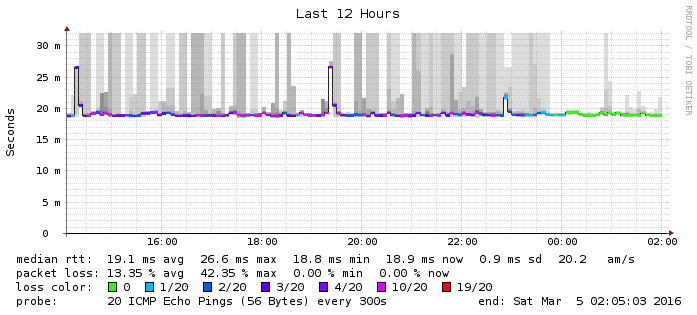 Last 12 Hours
RRDTOOL / TOBI OETIKER
Seconds
30 m
25 m
20 m
15 m
10 m
5 m
0
16:00 18:00 20:00 22:00 00:00 02:00
median rtt: 19.1 ms avg 26.6 ms max 18.8 ms min 18.9 ms now 0.9 ms sd 20.2 am/s
packet loss: 13.35 % avg 42.35 % max 0.00 % min 0.00 % now
loss color: 0 1/20 2/20 3/20 4/20 10/20 19/20
probe: 20 ICMP Echo Pings (56 Bytes) every 300s end: Sat Mar 5 02:05:03 2016